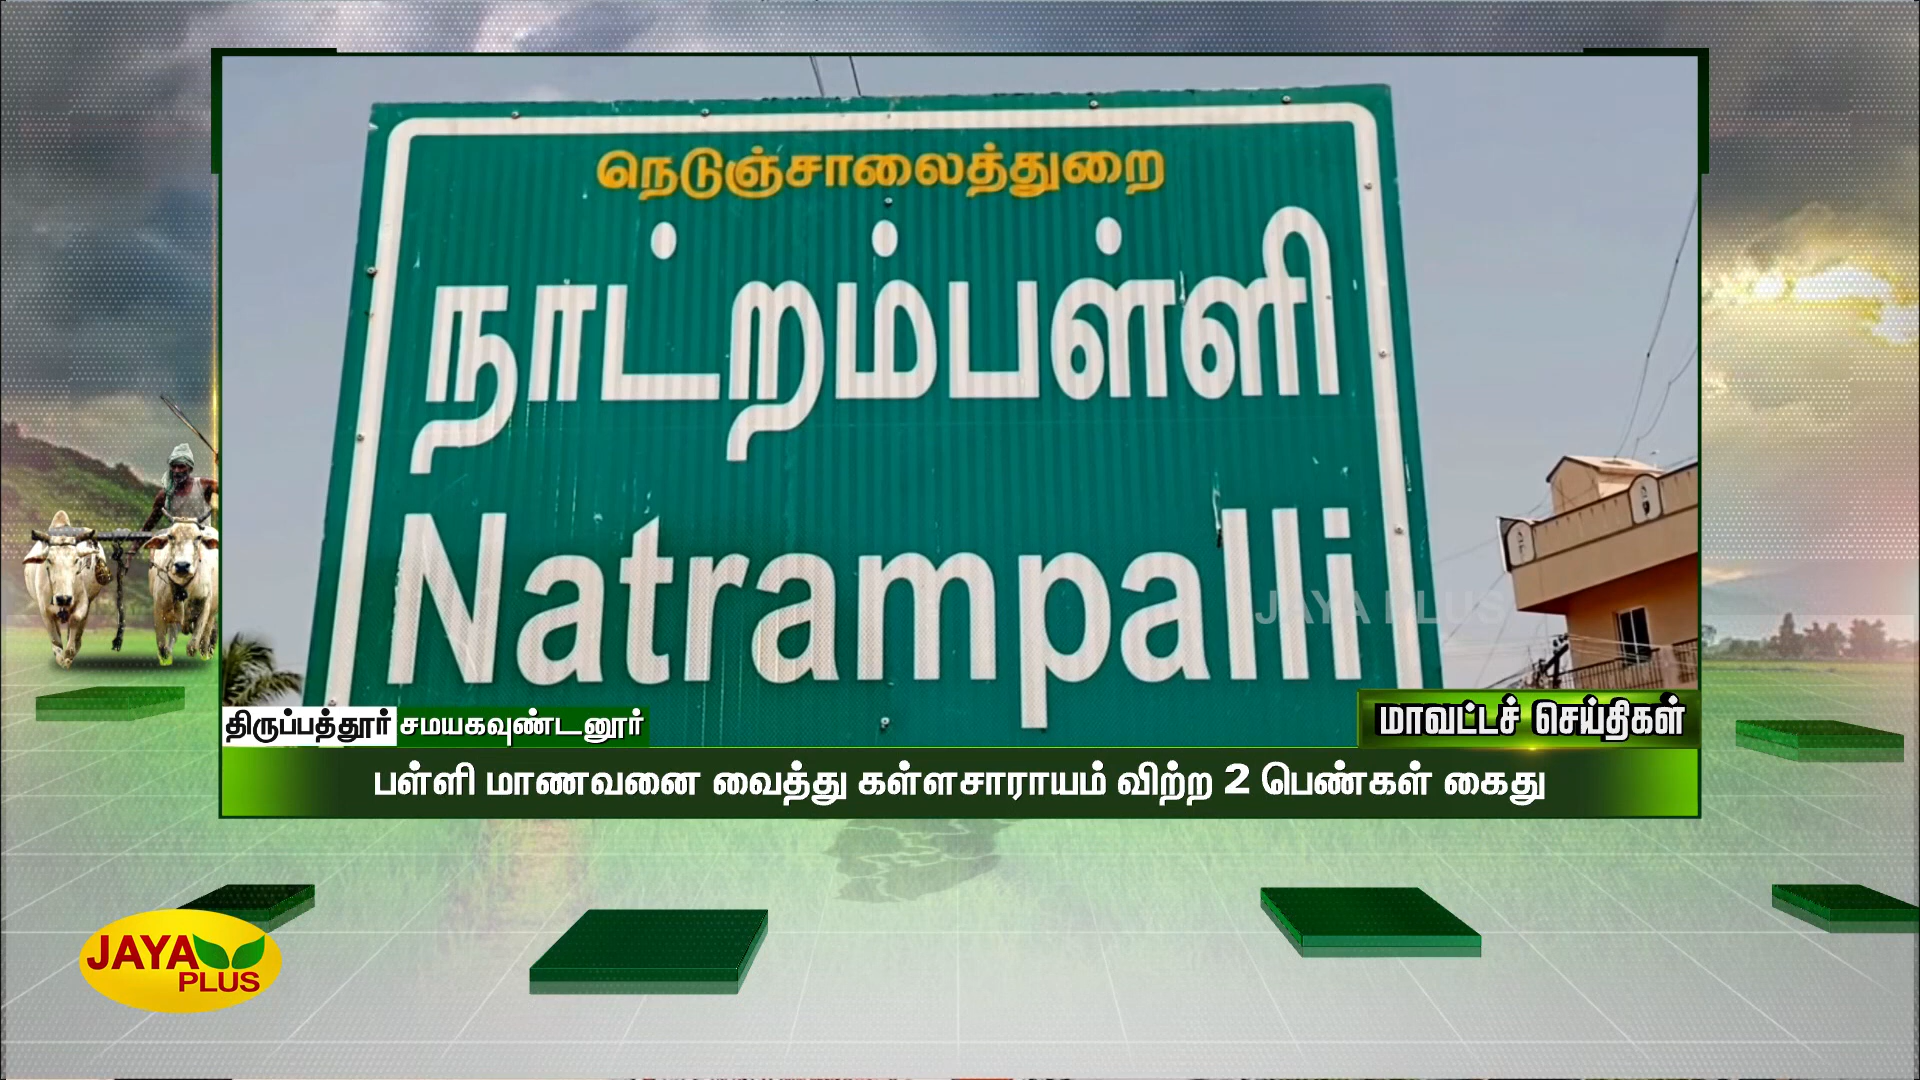 நெடுஞ்சாலைத்துறை
நாட்றம்பள்ளி
Natrampalli
JAYA PLUS
திருப்பத்தூர் சமயகவுண்டனூர்
மாவட்டச் செய்திகள்
பள்ளி மாணவனை வைத்து கள்ளசாராயம் விற்ற 2 பெண்கள் கைது
JAYA
PLUS